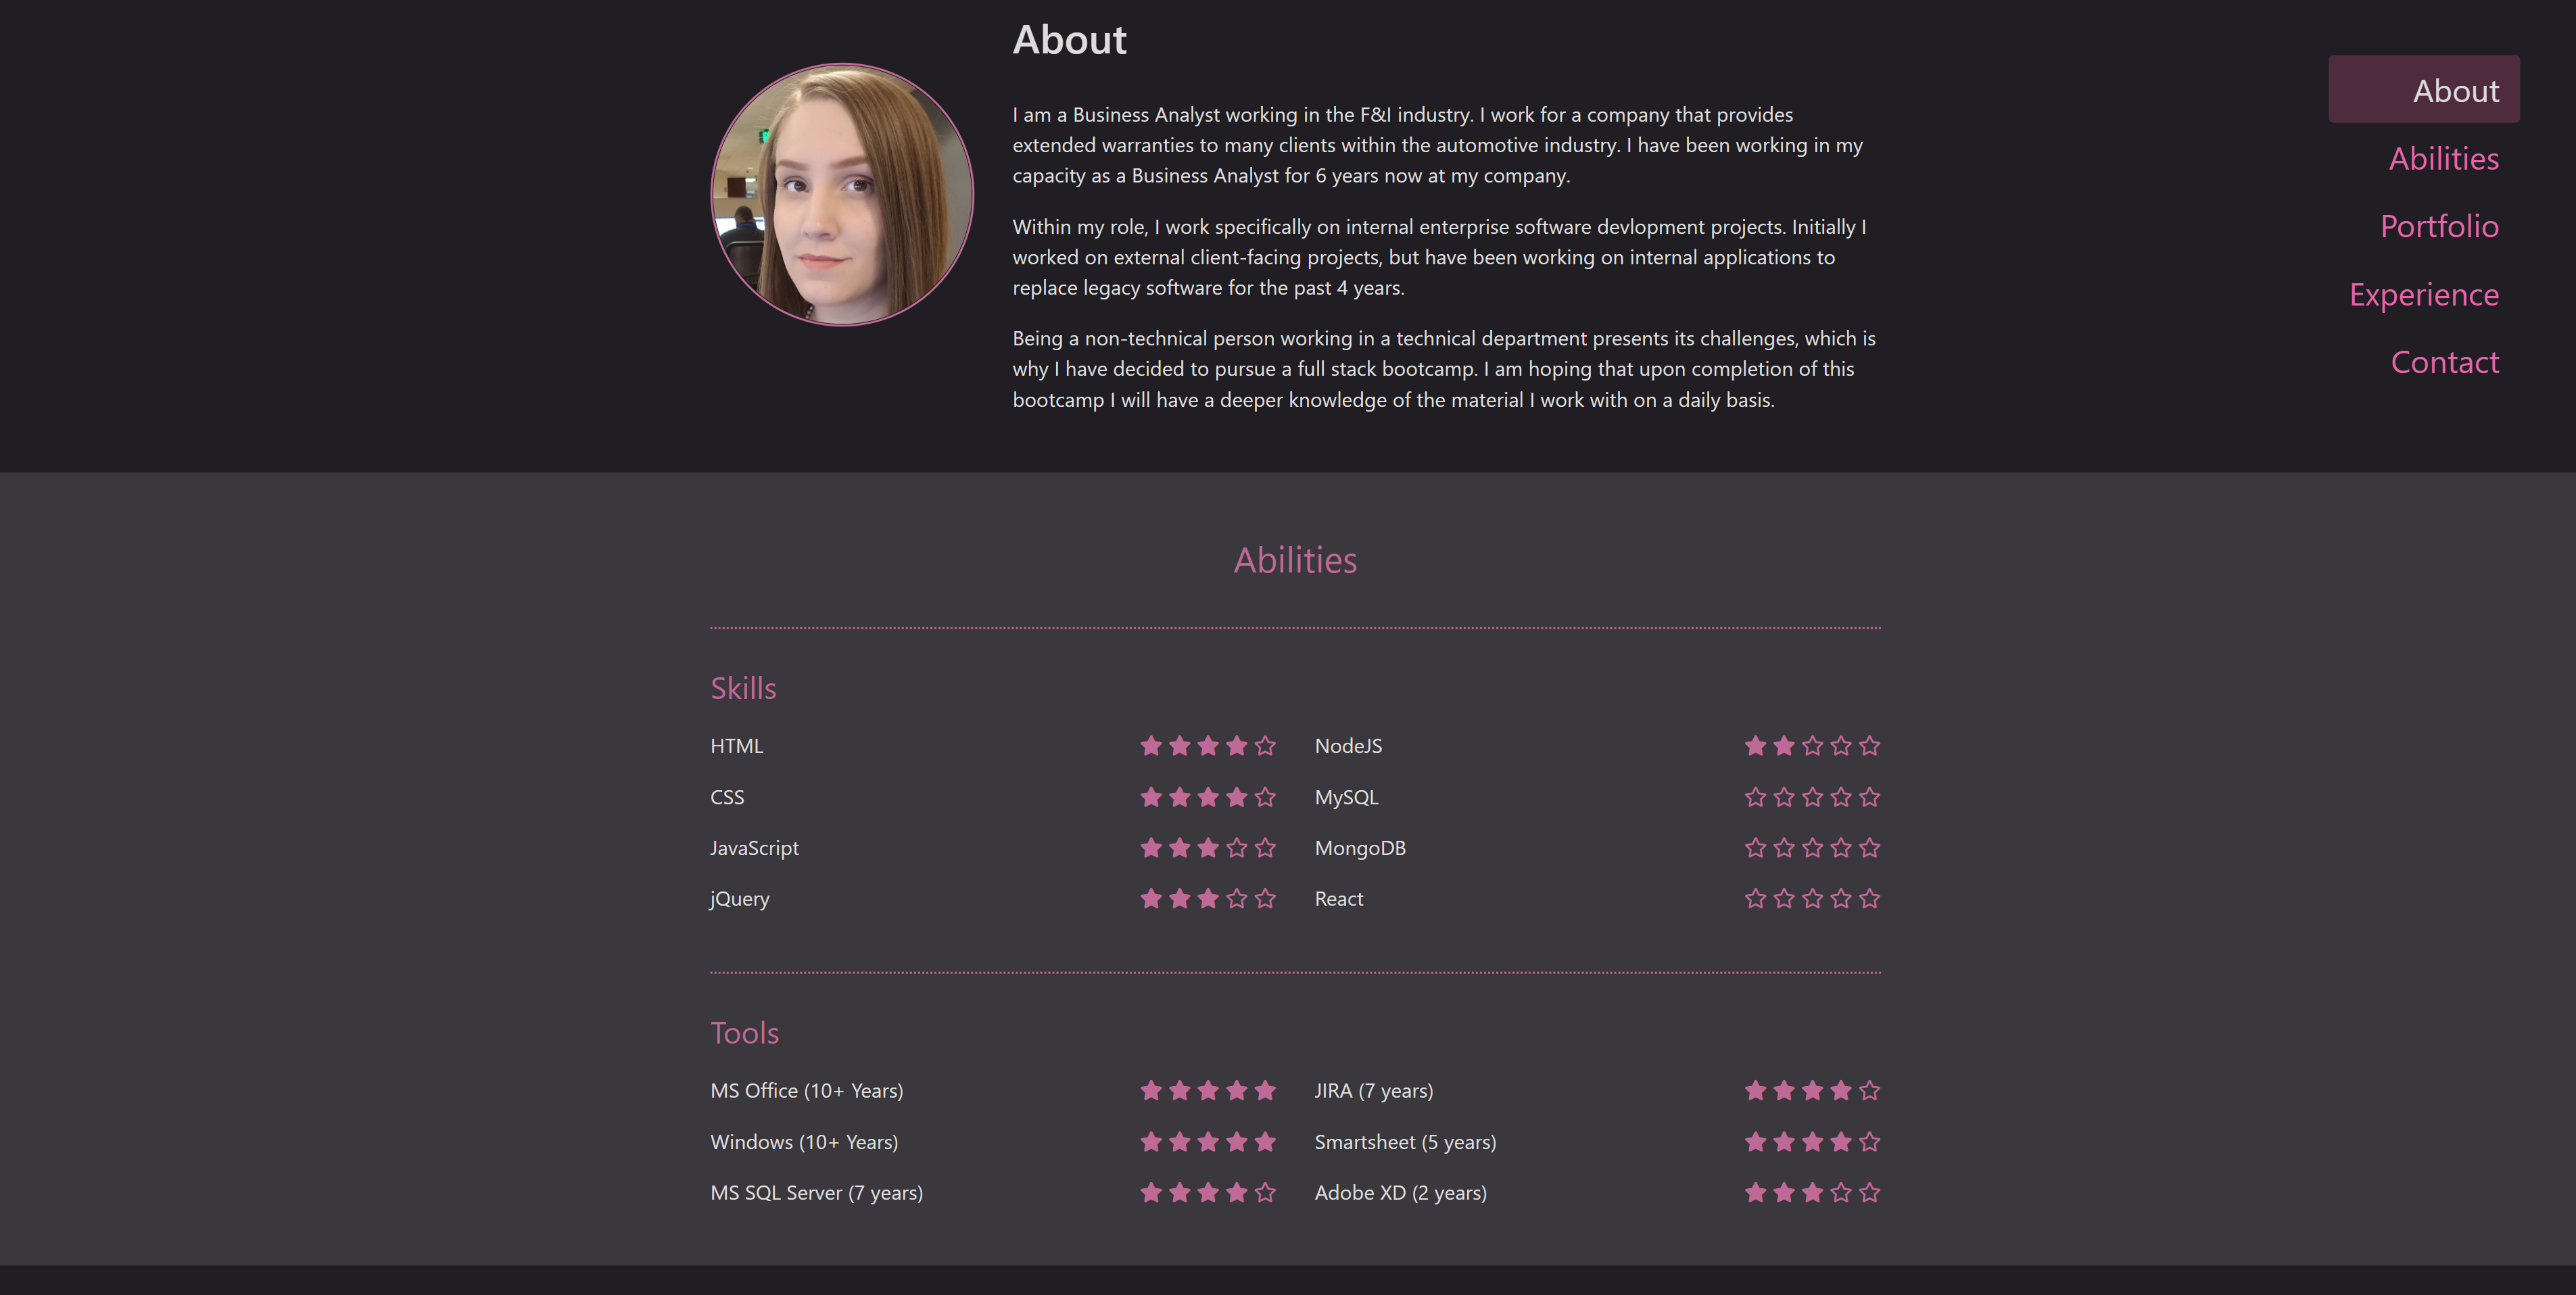 About
I am a Business Analyst working in the F&I industry. I work for a company that provides
extended warranties to many clients within the automotive industry. I have been working in my
capacity as a Business Analyst for 6 years now at my company.
Within my role, I work specifically on internal enterprise software devlopment projects. Initially I
worked on external client-facing projects, but have been working on internal applications to
replace legacy software for the past 4 years.
Being a non-technical person working in a technical department presents its challenges, which is
why I have decided to pursue a full stack bootcamp. I am hoping that upon completion of this
bootcamp I will have a deeper knowledge of the material I work with on a daily basis.
About
Abilities
Portfolio
Experience
Contact
Abilities
Skills
HTML
NodeJS
CSS
MySQL
JavaScript
MongoDB
jQuery
React
Tools
MS Office (10+ Years)
JIRA (7 years)
Windows (10+ Years)
Smartsheet (5 years)
MS SQL Server (7 years)
Adobe XD (2 years)